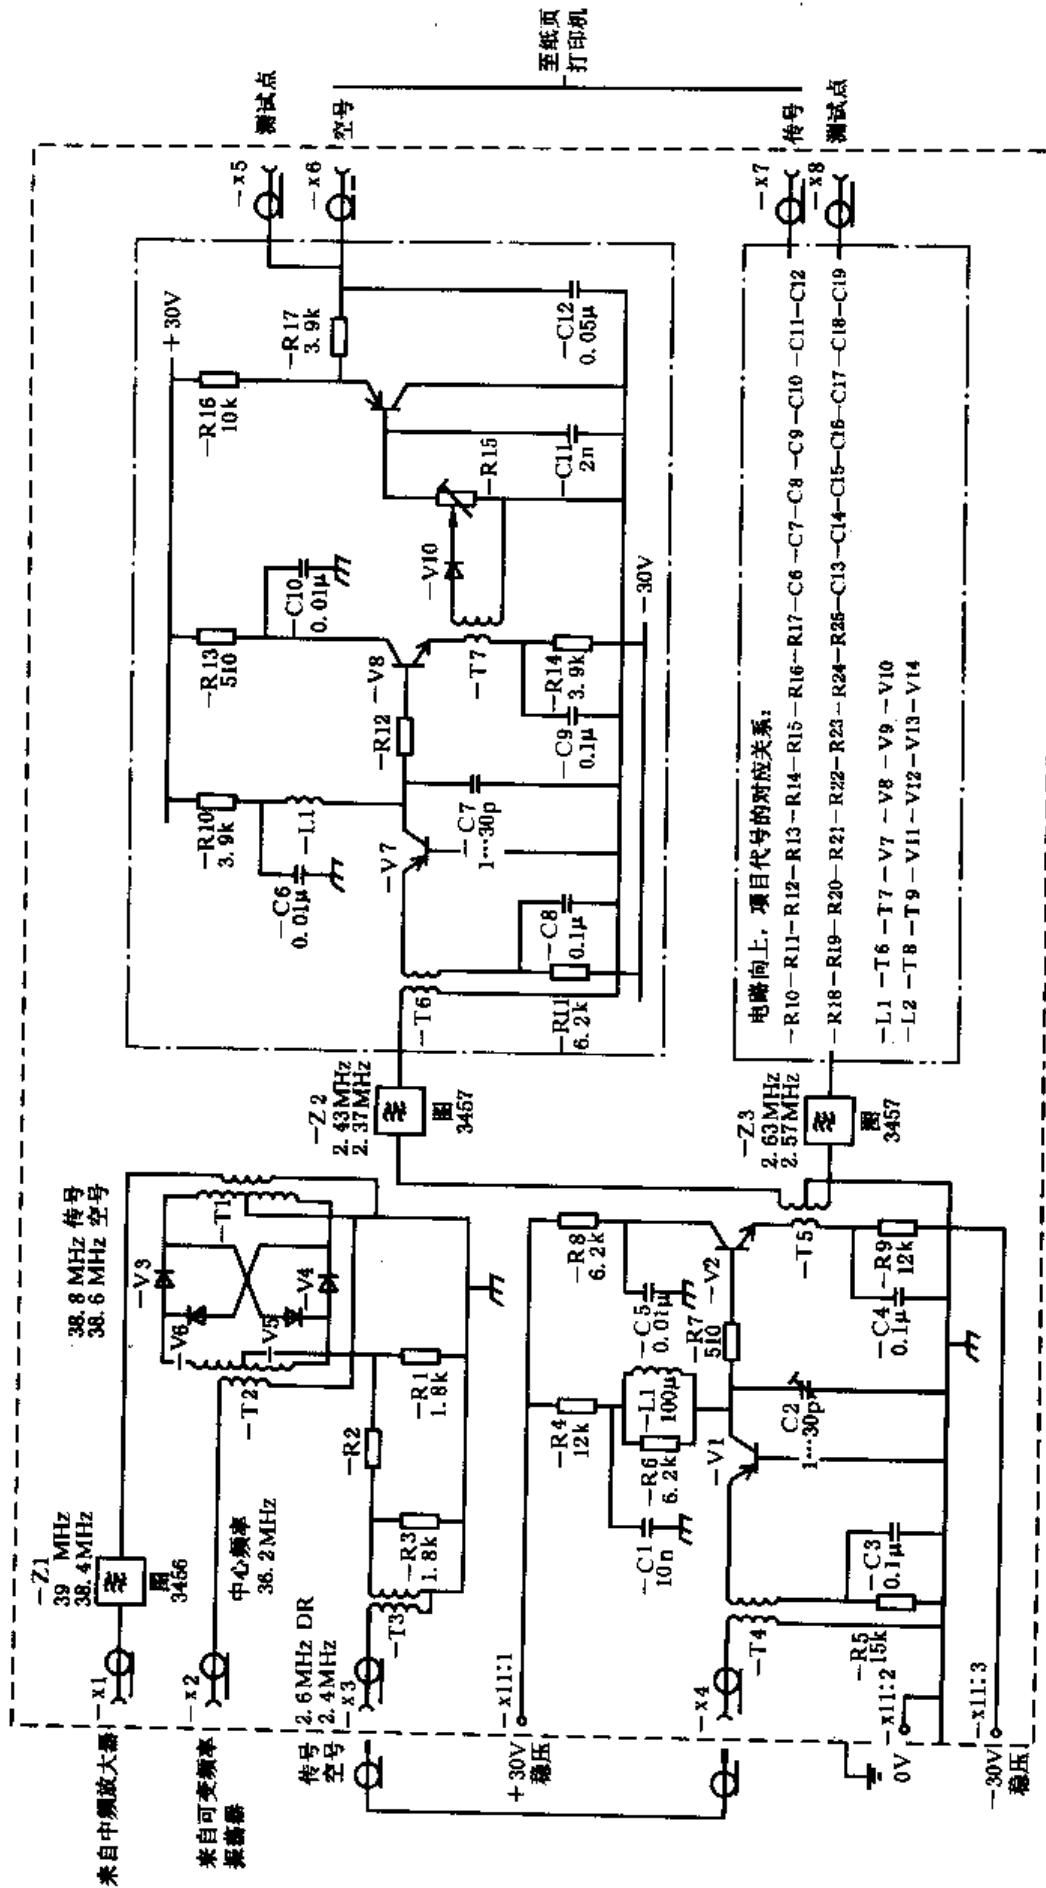 来自中频放大器
-x1
-Z1
39 MHz
38.4MHz
图
3456
38.8 MHz 传号
38.6 MHz 空号
来自可变频率
振荡器
-x2
中心频率
36.2MHz
-T2
-V6
-V5
-V3
-V4
-T1
传号 2.6MHz DR
空号 2.4MHz
-x3
-T3
-R3
1.8k
-R2
-R1
1.8k
+30V
稳压
-x11:1
-R4
12k
-C1
10n
-R6
6.2k
-L1
100μ
-R8
6.2k
-C5
0.01μ
-R7
510
-V1
-V2
-x4
-T4
C2
1…30p
-T5
-R5
15k
-C3
0.1μ
-C4
0.1μ
-R9
12k
0V
-x11:2
-30V
稳压
-x11:3
-Z2
2.43MHz
2.37MHz
图
3457
-Z3
2.63MHz
2.57MHz
图
3457
+30V
-R10
3.9k
-C6
0.01μ
-L1
-R13
510
-C10
0.01μ
-R16
10k
-R17
3.9k
-V7
-R12
-V8
-V10
-R15
-T6
-C7
1…30p
-T7
-R11
6.2k
-C8
0.1μ
-C9
0.1μ
-R14
3.9k
-C11
2n
-C12
0.05μ
-30V
-x5
测试点
-x6
空号
至纸页
打印机
-x7
传号
-x8
测试点
电路向上，项目代号的对应关系：
-R10-R11-R12-R13-R14-R15-R16-R17-C6-C7-C8-C9-C10-C11-C12
-R18-R19-R20-R21-R22-R23-R24-R25-C13-C14-C15-C16-C17-C18-C19
-L1-T6-T7-V7-V8-V9-V10
-L2-T8-T9-V11-V12-V13-V14